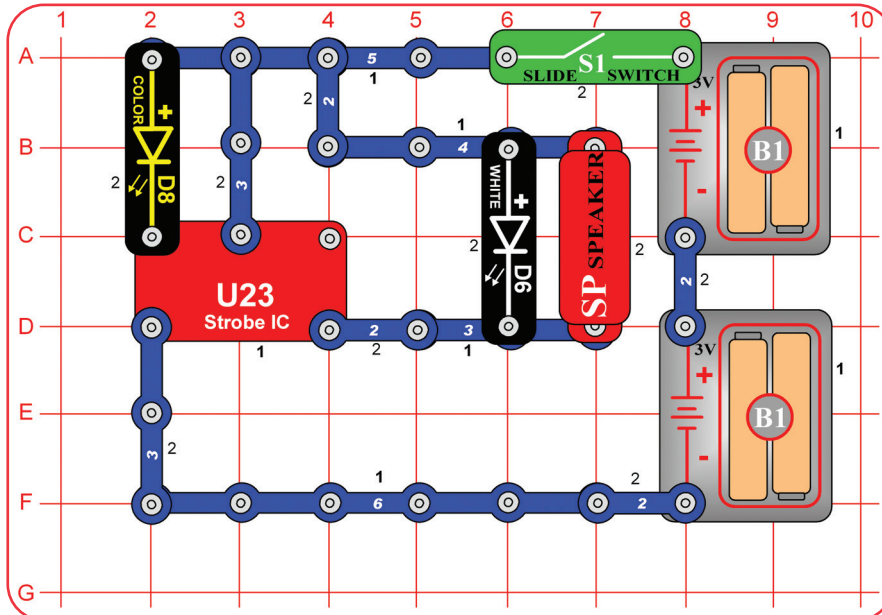 1 2 3 4 5 6 7 8 9 10
A
5
1
S1
SLIDE SWITCH
2
3V
+
-
B1
1
COLOR
+
D8
2
2
2
3
2
B
1
4
WHITE
+
D6
2
SP SPEAKER
2
C
U23
Strobe IC
1
2
2
D
2
2
3
1
3V
+
-
B1
1
E
3
2
F
1
6
2
2
G